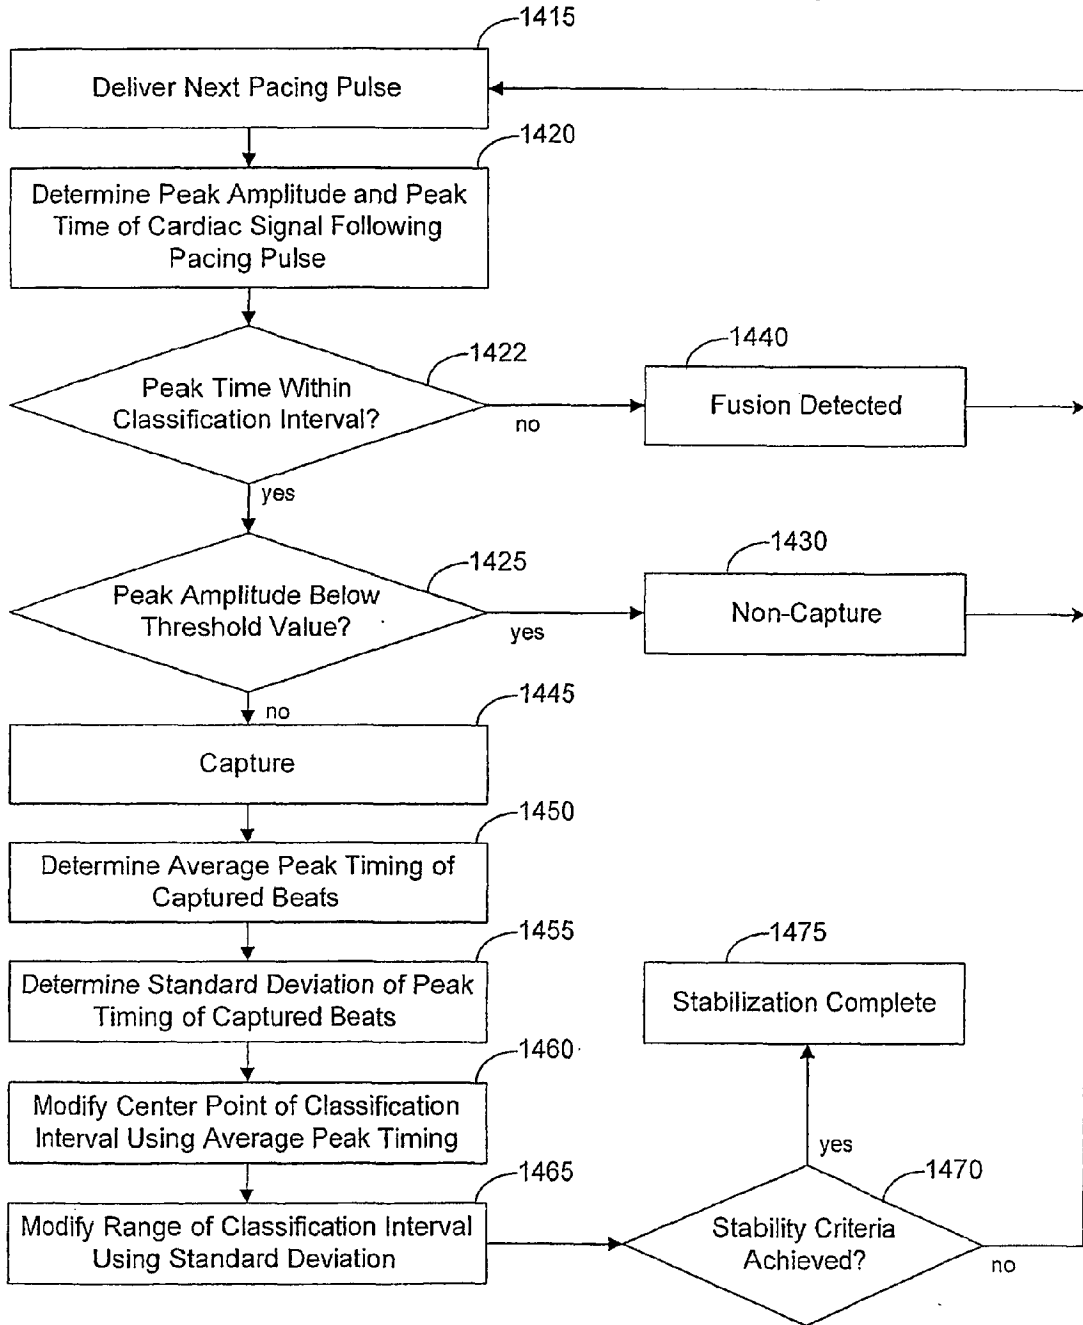 1415
Deliver Next Pacing Pulse
1420
Determine Peak Amplitude and Peak
Time of Cardiac Signal Following
Pacing Pulse
1422
Peak Time Within
Classification Interval?
no
yes
1440
Fusion Detected
1425
Peak Amplitude Below
Threshold Value?
yes
no
1430
Non-Capture
1445
Capture
1450
Determine Average Peak Timing of
Captured Beats
1455
Determine Standard Deviation of Peak
Timing of Captured Beats
1475
Stabilization Complete
1460
Modify Center Point of Classification
Interval Using Average Peak Timing
1465
Modify Range of Classification Interval
Using Standard Deviation
yes
1470
Stability Criteria
Achieved?
no